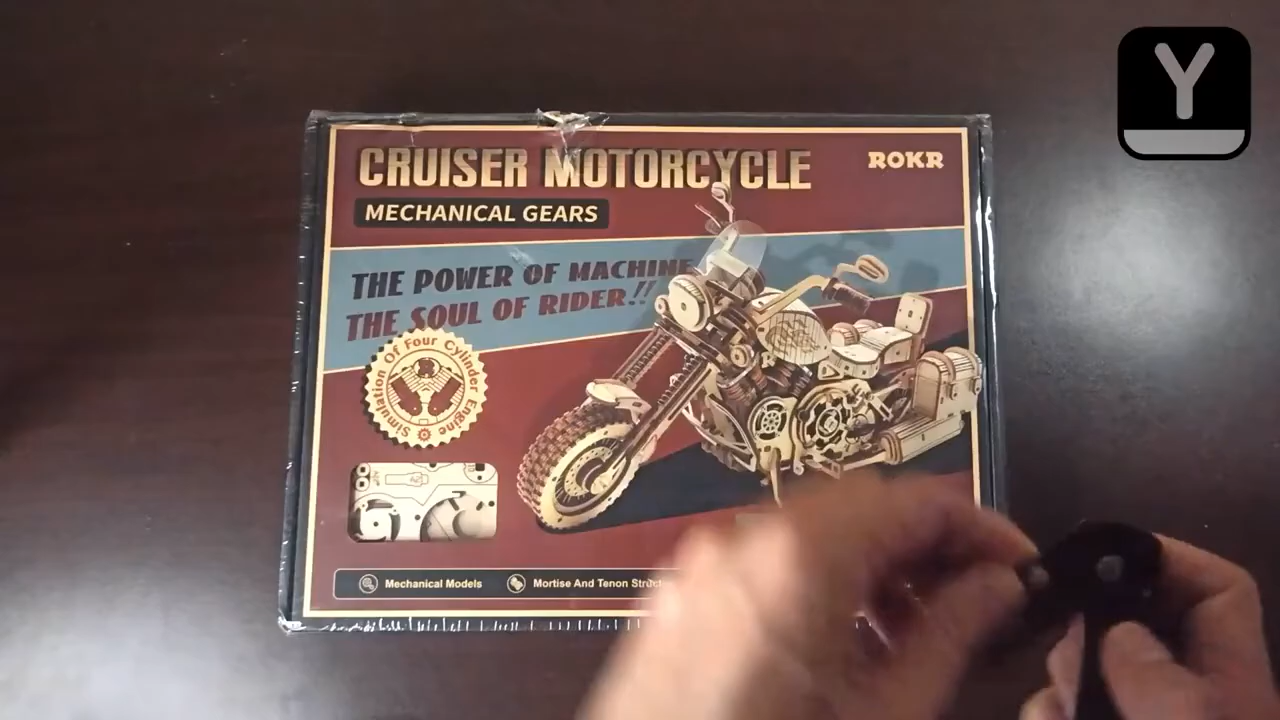 Y
CRUISER MOTORCYCLE
ROKR
MECHANICAL GEARS
THE POWER OF MACHINE
THE SOUL OF RIDER!!
Simulation Of Four Cylinder Engine
Mechanical Models
Mortise And Tenon